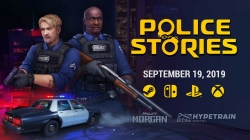 POLICE
STORIES
SEPTEMBER 19, 2019
MORGAN
HYPETRAIN